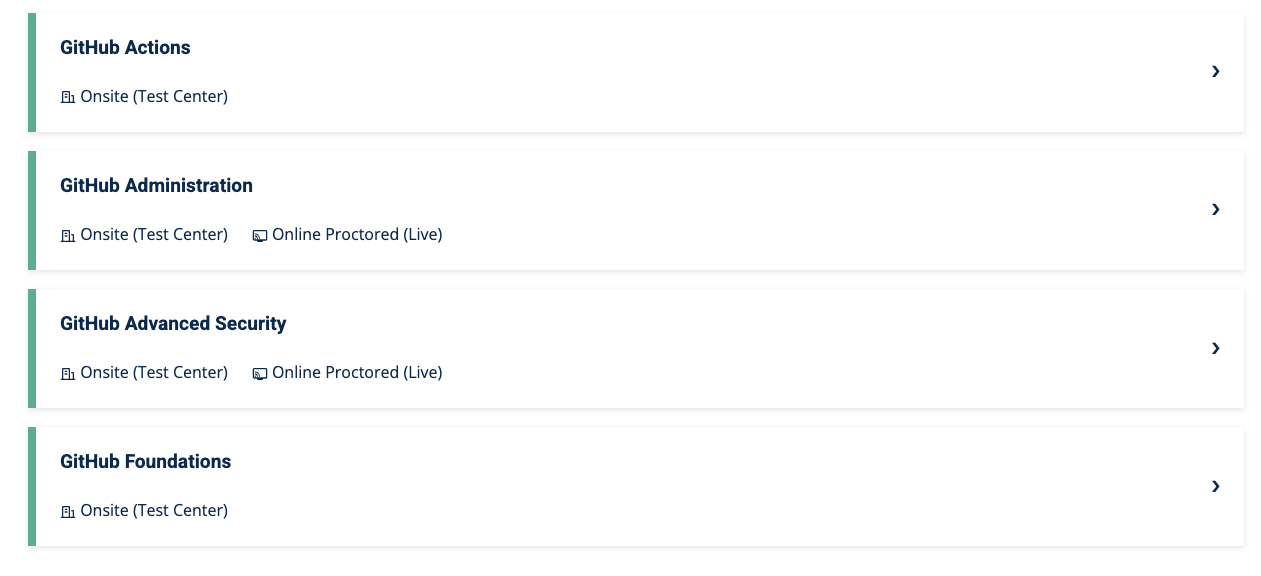 GitHub Actions
Onsite (Test Center)
GitHub Administration
Onsite (Test Center) Online Proctored (Live)
GitHub Advanced Security
Onsite (Test Center) Online Proctored (Live)
GitHub Foundations
Onsite (Test Center)